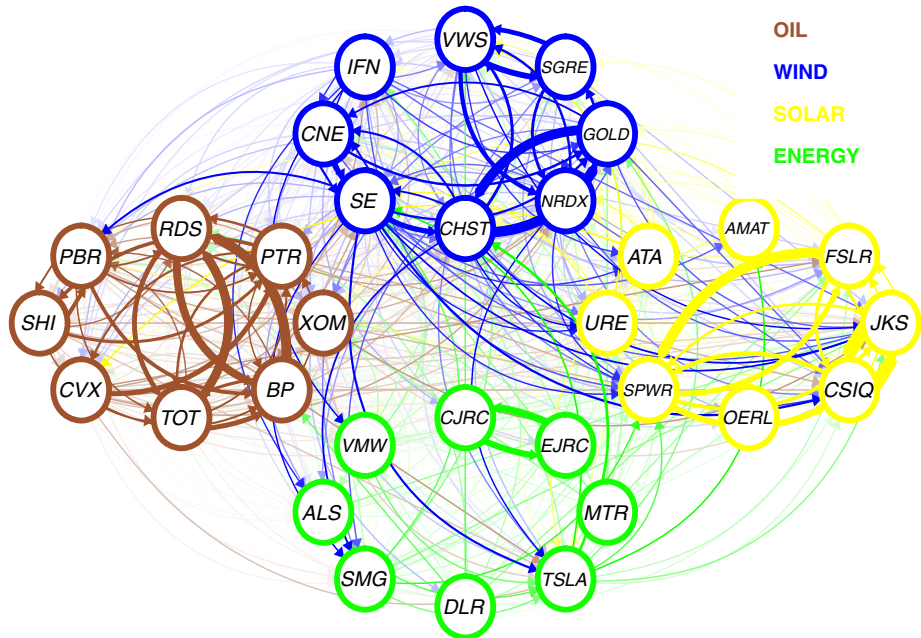 OIL
WIND
SOLAR
ENERGY
VWS
IFN
SGRE
CNE
GOLD
SE
NRDX
CHST
RDS
PBR
PTR
SHI
XOM
CVX
BP
TOT
AMAT
ATA
FSLR
URE
JKS
SPWR
CSIQ
OERL
CJRC
VMW
EJRC
ALS
MTR
SMG
TSLA
DLR